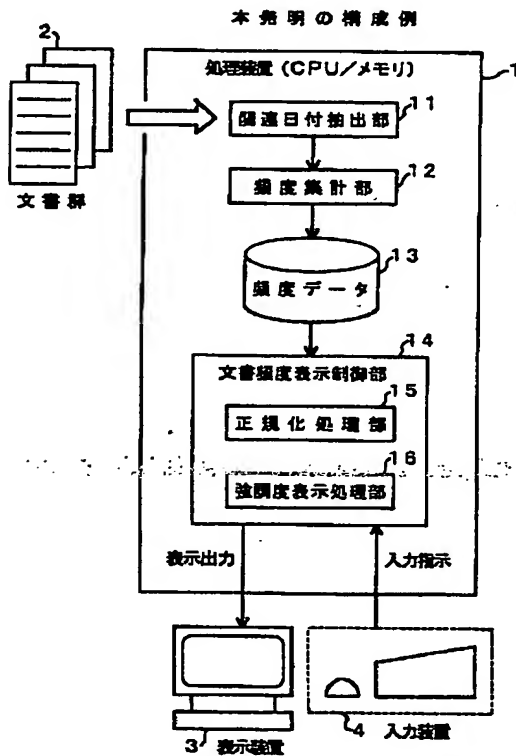 本発明の構成例
2
処理装置(CPU/メモリ)
1
関連日付抽出部
11
頻度集計部
12
文書群
13
頻度データ
14
文書頻度表示制御部
15
正規化処理部
16
強調度表示処理部
表示出力
入力指示
3 表示装置
4 入力装置